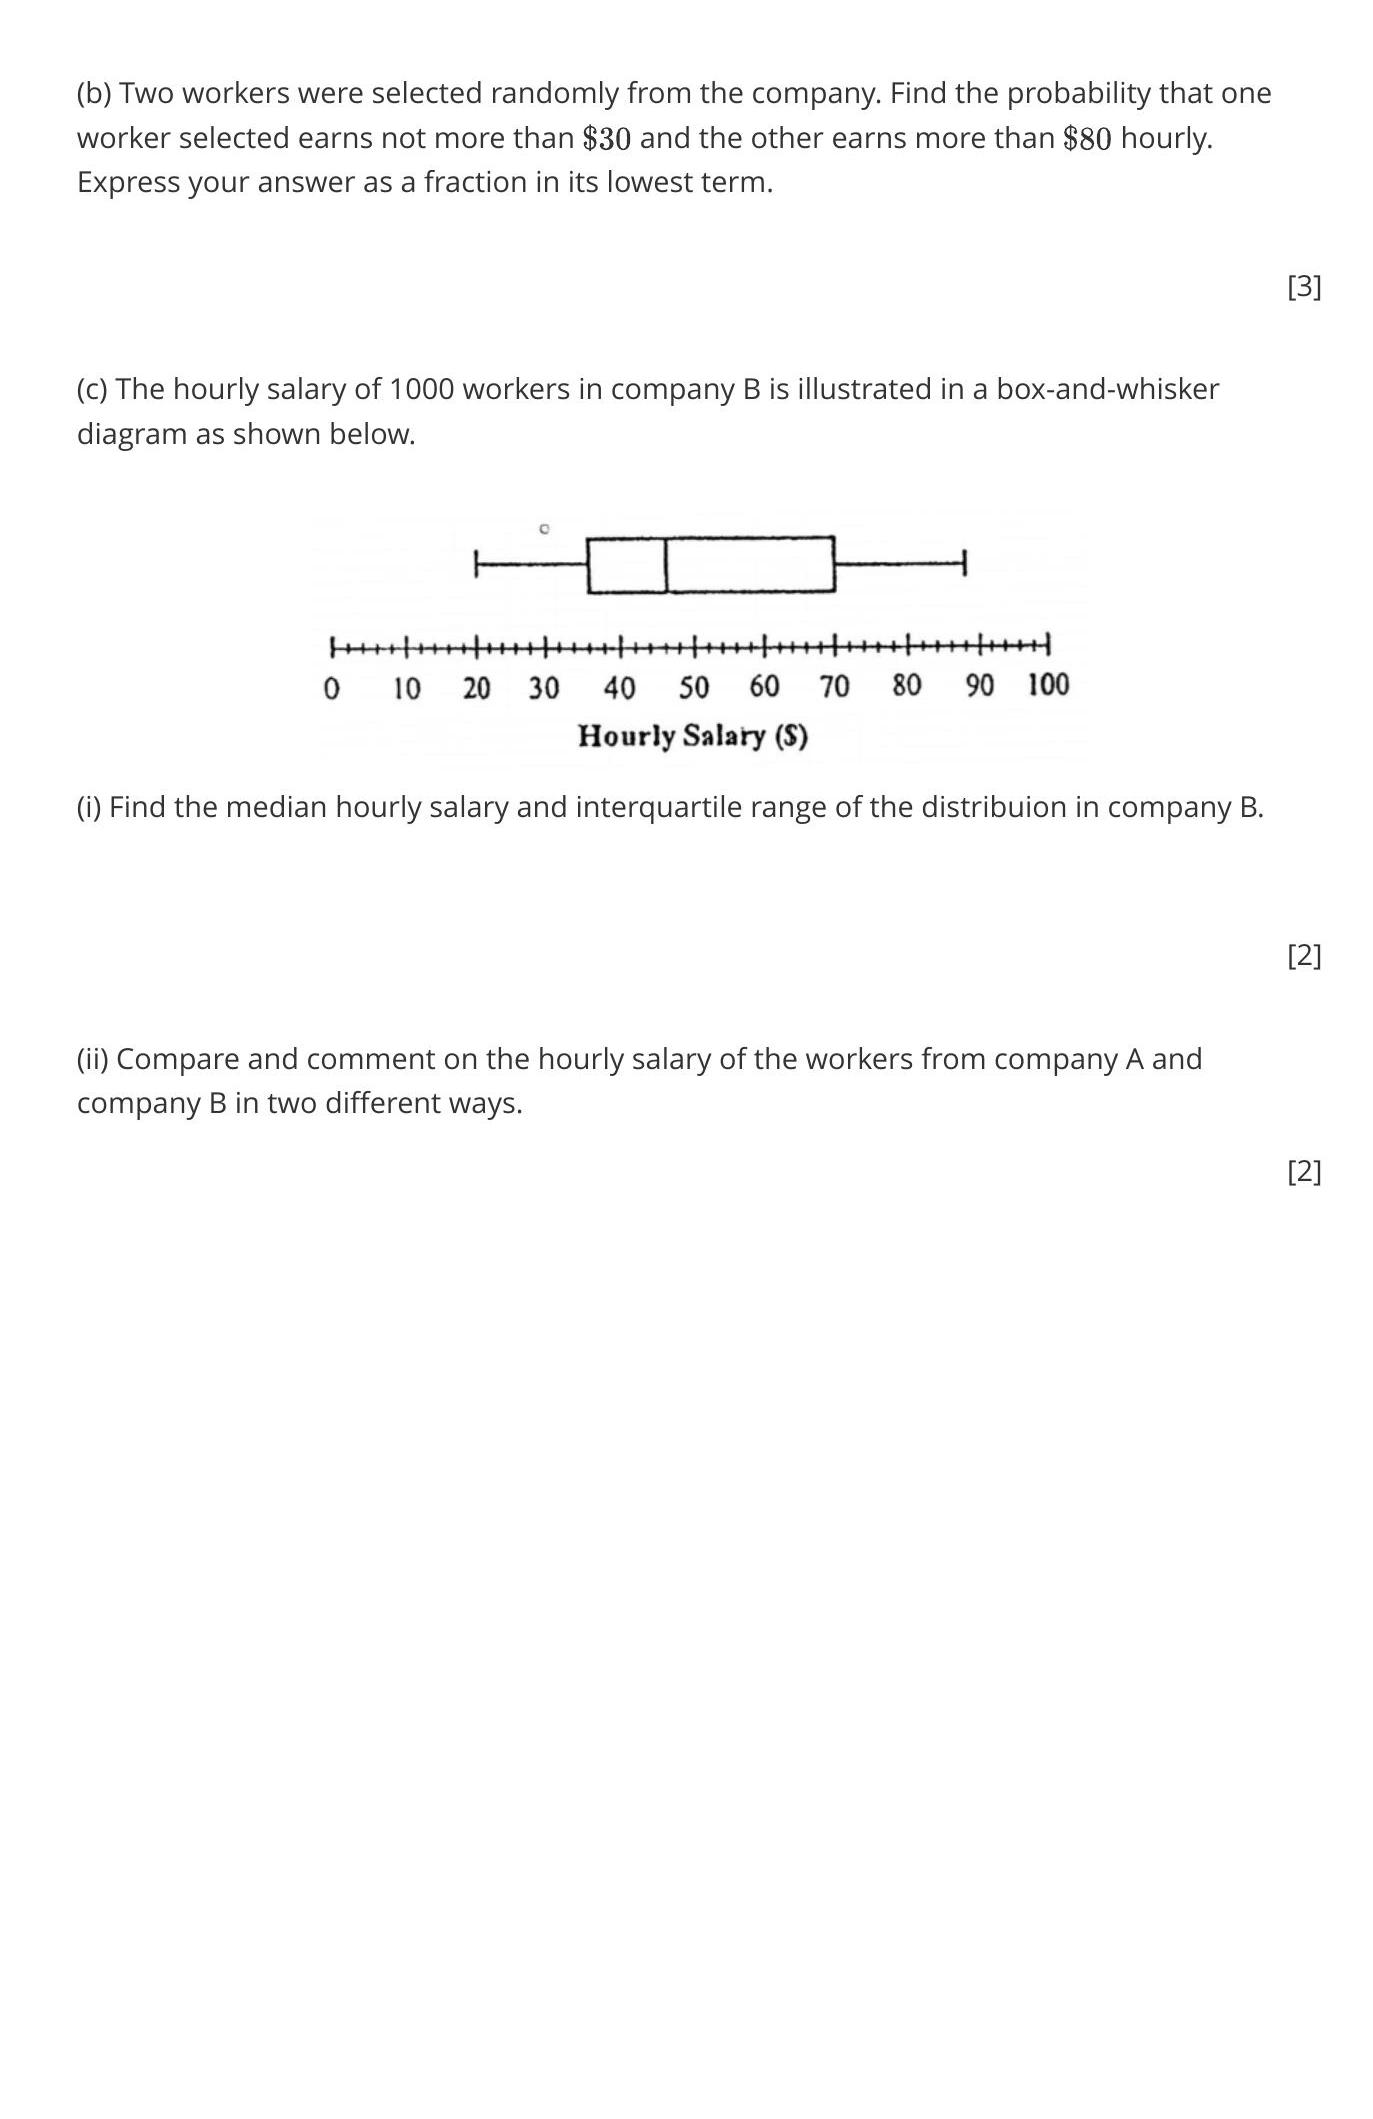 (b) Two workers were selected randomly from the company. Find the probability that one
worker selected earns not more than $30 and the other earns more than $80 hourly.
Express your answer as a fraction in its lowest term.
[3]
(c) The hourly salary of 1000 workers in company B is illustrated in a box-and-whisker
diagram as shown below.
0 10 20 30 40 50 60 70 80 90 100
Hourly Salary ($)
(i) Find the median hourly salary and interquartile range of the distribuion in company B.
[2]
(ii) Compare and comment on the hourly salary of the workers from company A and
company B in two different ways.
[2]